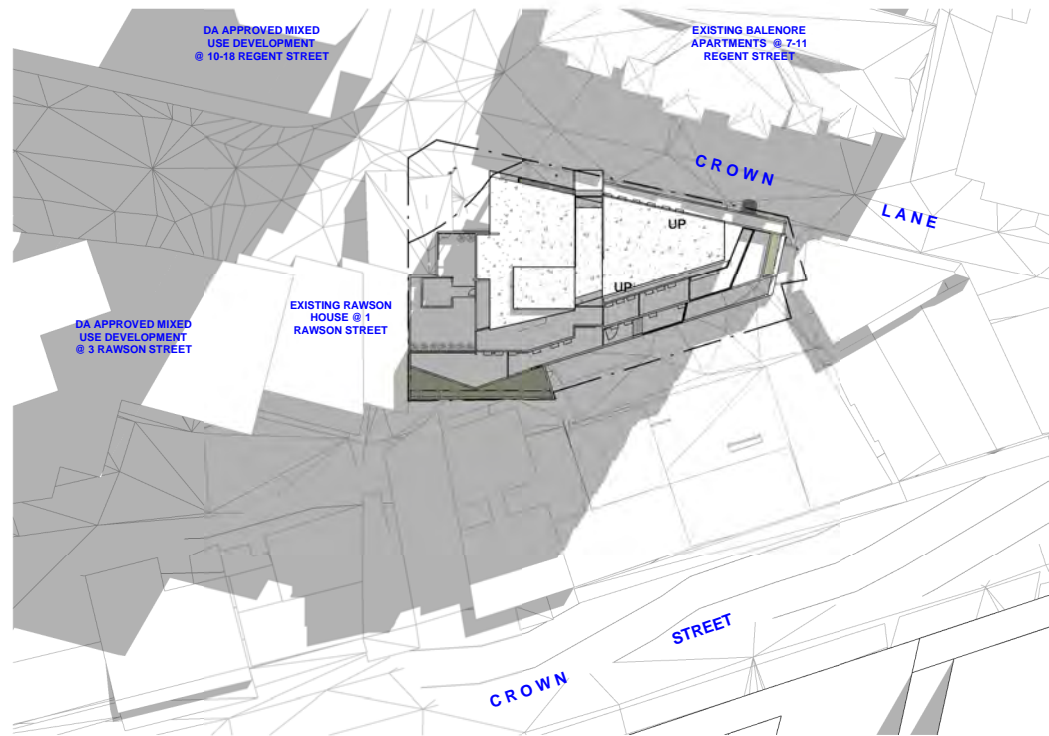 DA APPROVED MIXED
USE DEVELOPMENT
@ 10-18 REGENT STREET
EXISTING BALENORE
APARTMENTS @ 7-11
REGENT STREET
CROWN
LANE
UP
UP
EXISTING RAWSON
HOUSE @ 1
RAWSON STREET
DA APPROVED MIXED
USE DEVELOPMENT
@ 3 RAWSON STREET
STREET
CROWN